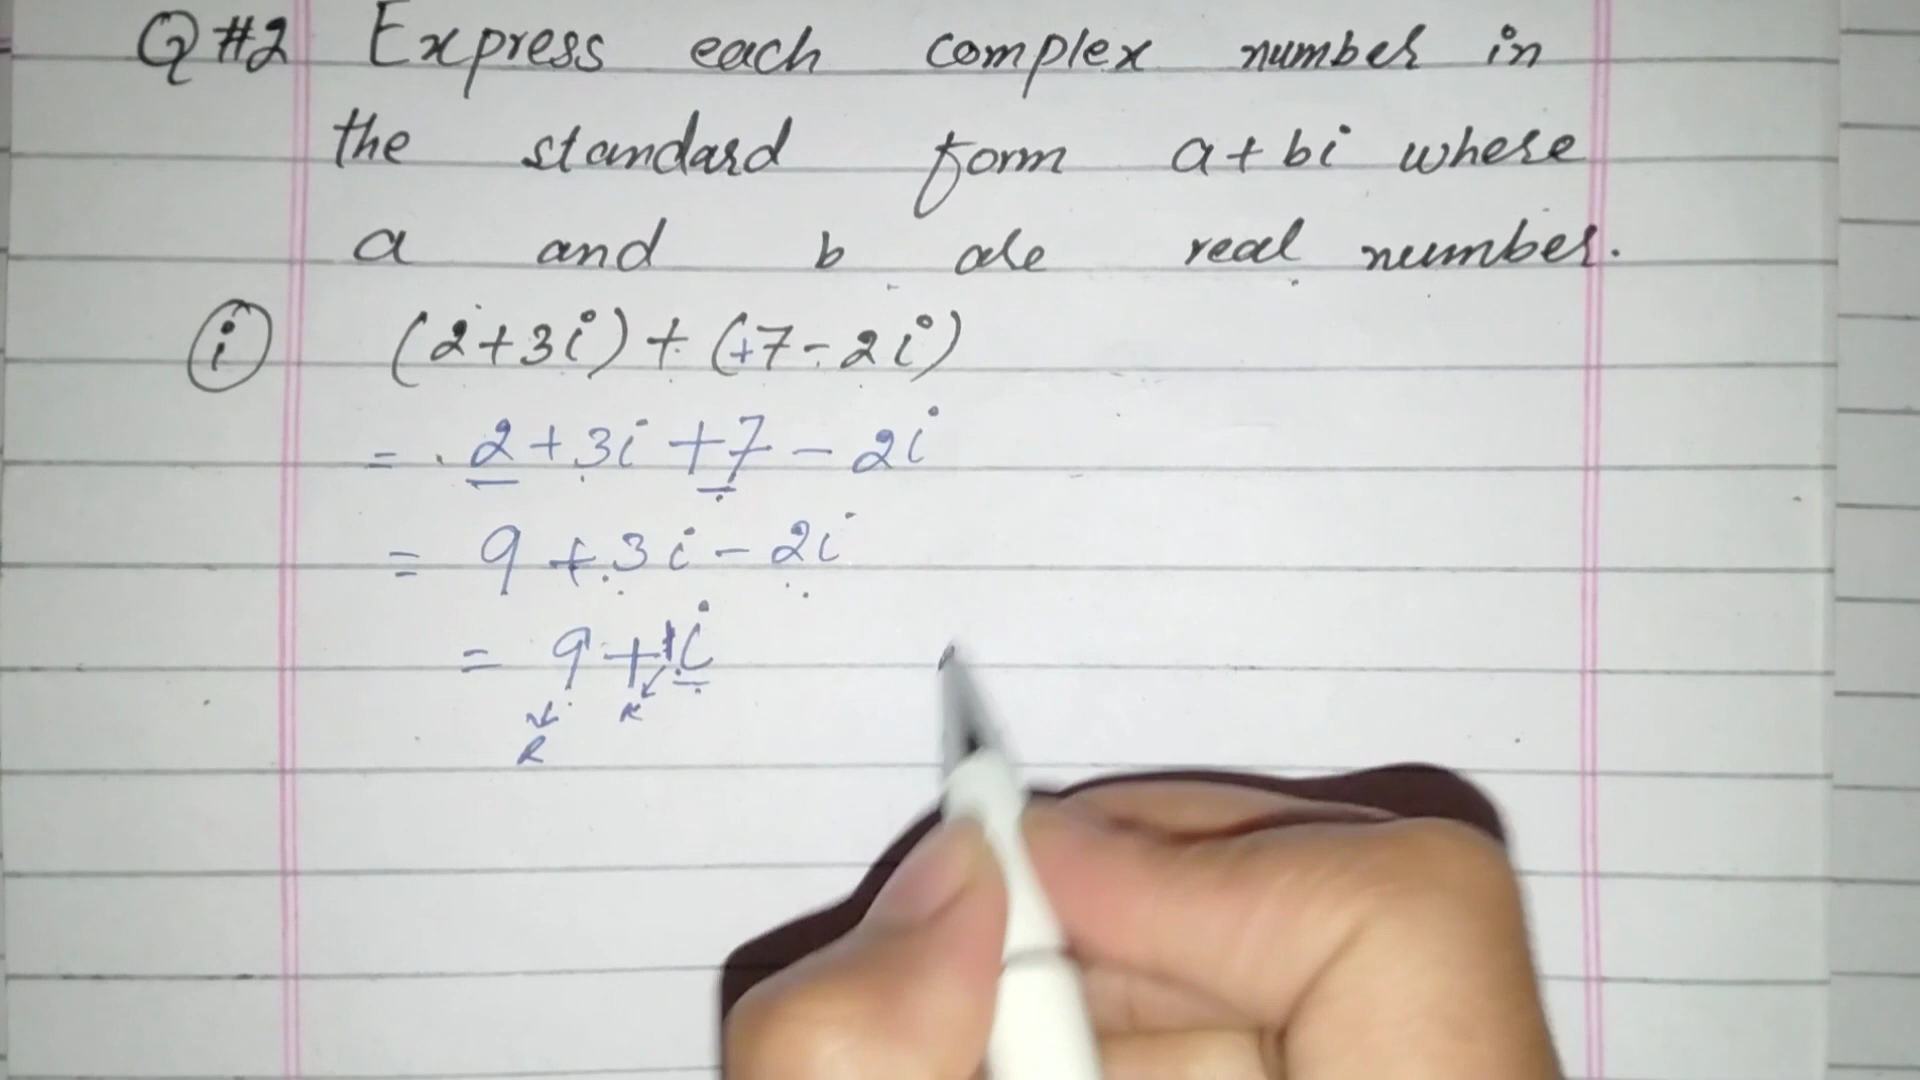 Q#2 Express each complex number in
the standard form a+bi where
a and b are real number.
(i) (2+3i)+(+7-2i)
= 2+3i+7-2i
= 9+3i-2i
= 9+1i
R R